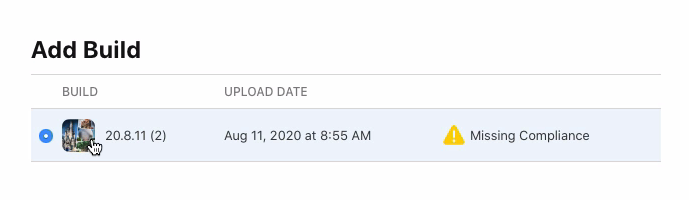 Add Build
BUILD UPLOAD DATE
20.8.11 (2) Aug 11, 2020 at 8:55 AM Missing Compliance